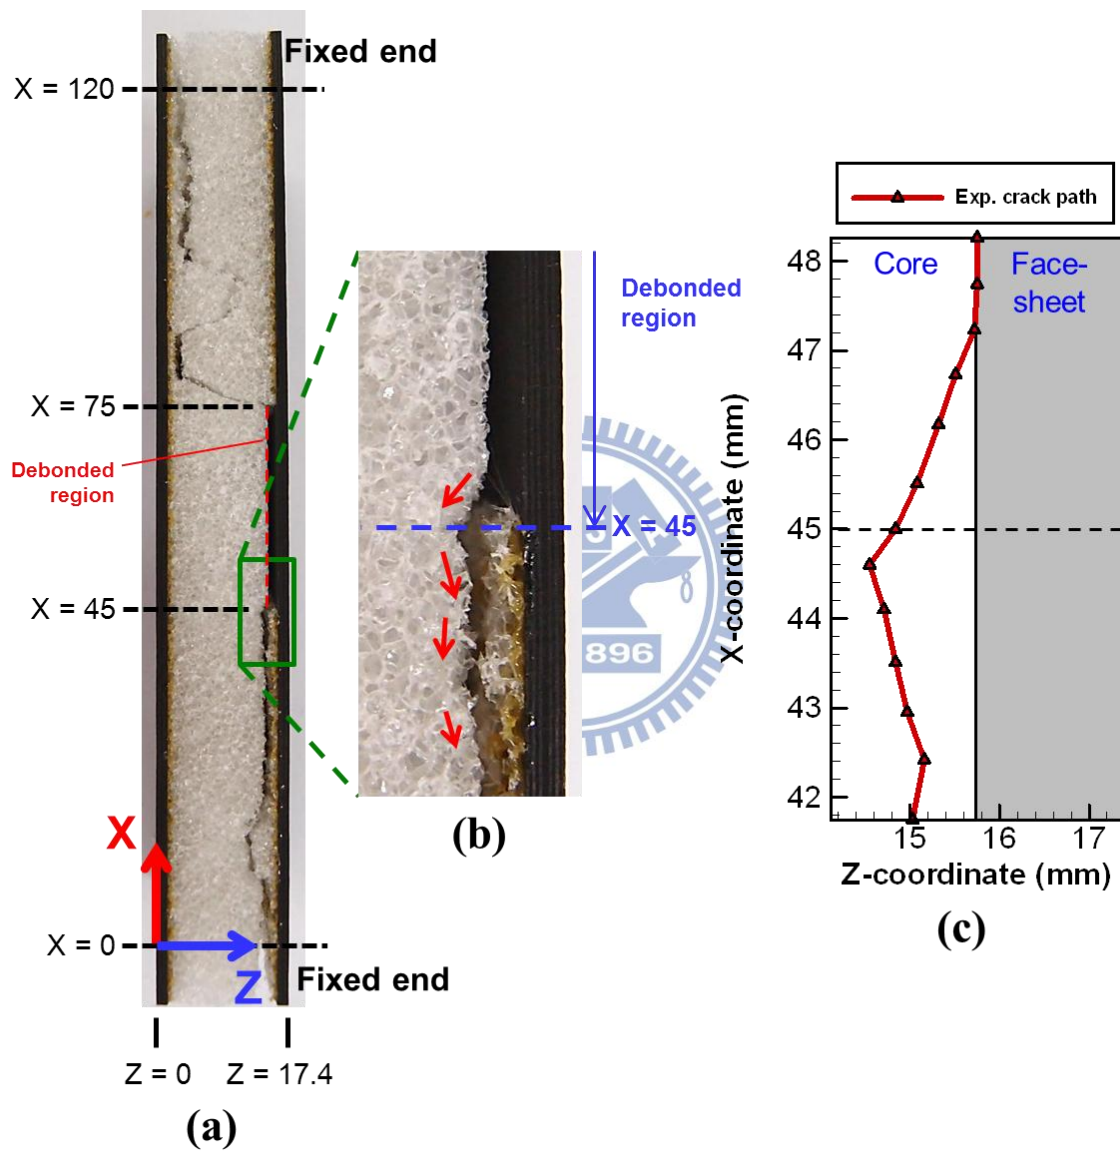 Fixed end
X = 120
X = 75
Debonded
region
X = 45
X
X = 0
Z
Fixed end
Z = 0
Z = 17.4
(a)
Debonded
region
X = 45
896
(b)
Exp. crack path
Core
Face-
sheet
48
47
46
45
44
43
42
X-coordinate (mm)
15
16
17
Z-coordinate (mm)
(c)